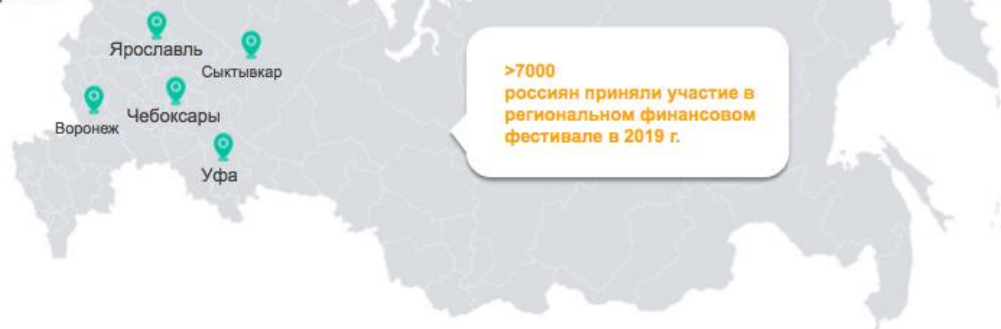 Ярославль
Сыктывкар
Чебоксары
Воронеж
Уфа
>7000
россиян приняли участие в
региональном финансовом
фестивале в 2019 г.